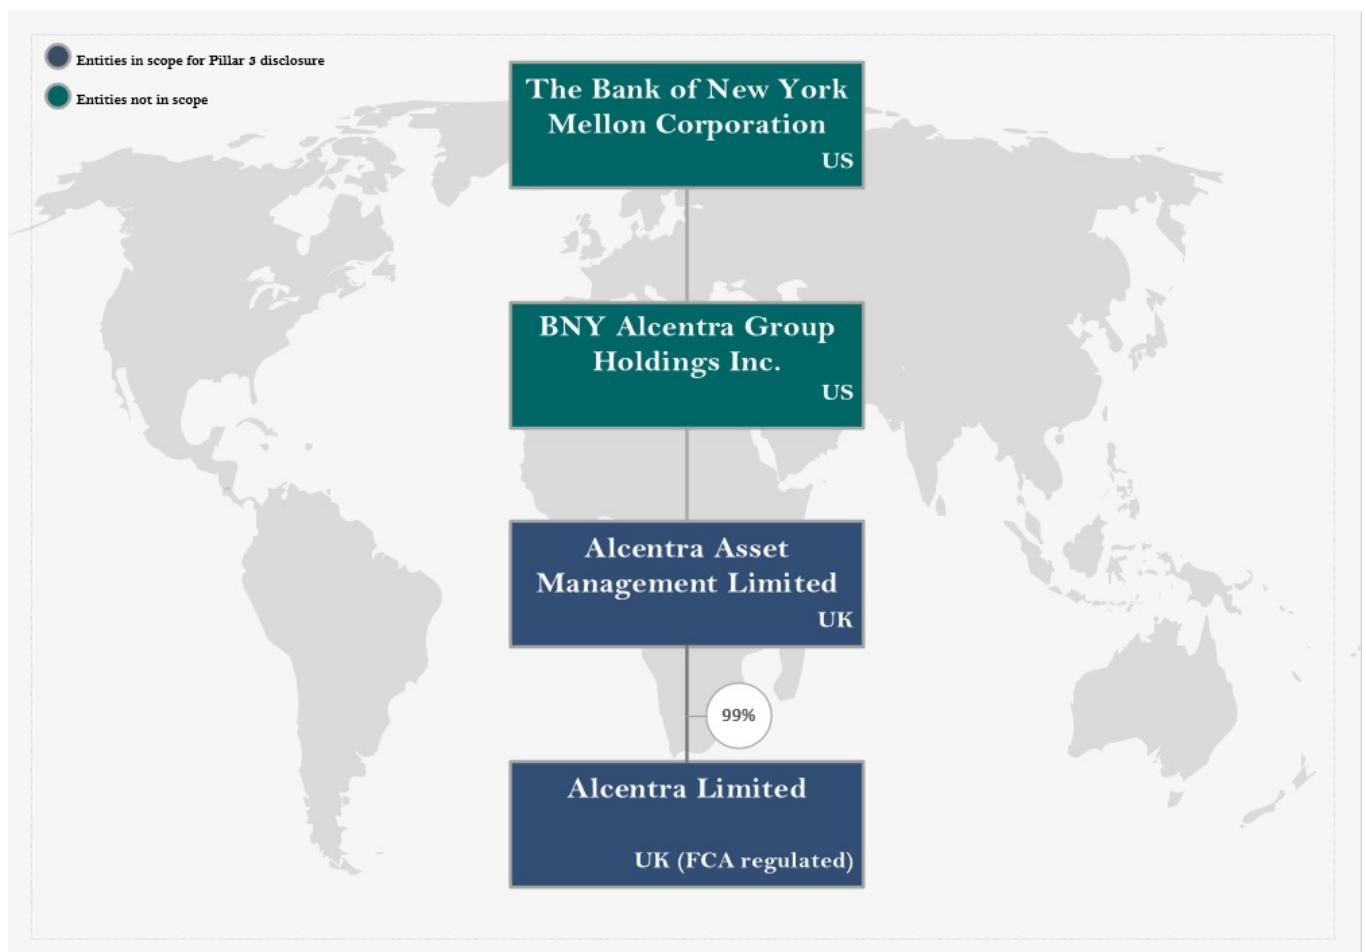 Entities in scope for Pillar 3 disclosure
Entities not in scope
The Bank of New York
Mellon Corporation
US
BNY Alcentra Group
Holdings Inc.
US
Alcentra Asset
Management Limited
UK
99%
Alcentra Limited
UK (FCA regulated)